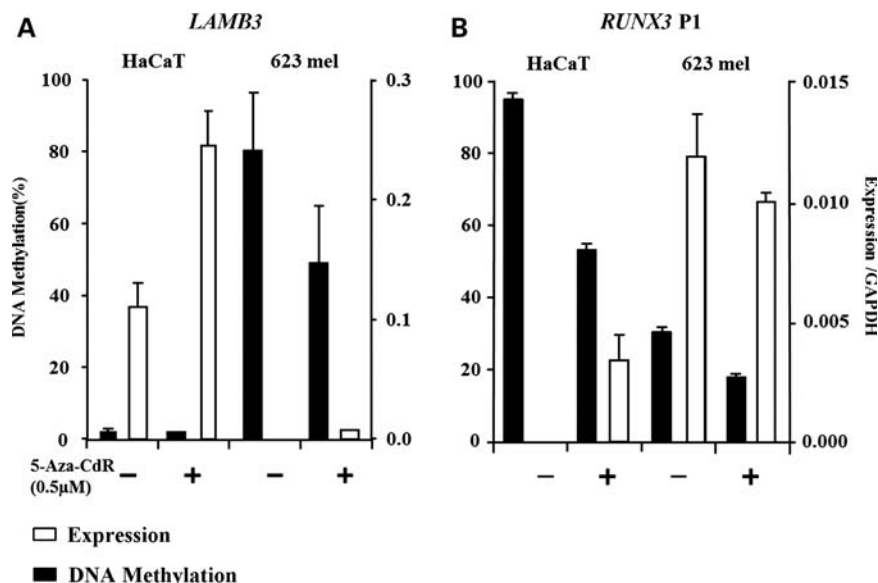 A
LAMB3
HaCaT
623 mel
100
80
60
40
20
0
DNA Methylation(%)
0.3
0.2
0.1
0.0
5-Aza-CdR
(0.5µM)
− + − +
B
RUNX3 P1
HaCaT
623 mel
100
80
60
40
20
0
0.015
0.010
0.005
0.000
Expression /GAPDH
− + − +
Expression
DNA Methylation